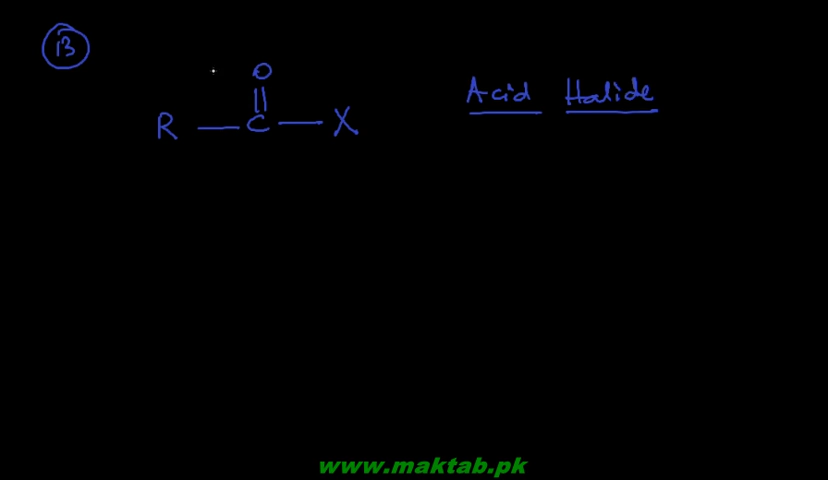 13
O
||
R — C — X
Acid Halide
www.maktab.pk